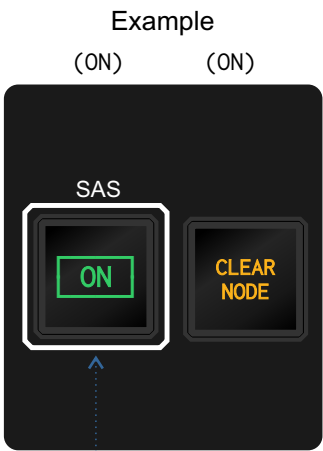 Example
(ON) (ON)
SAS
ON
CLEAR
NODE